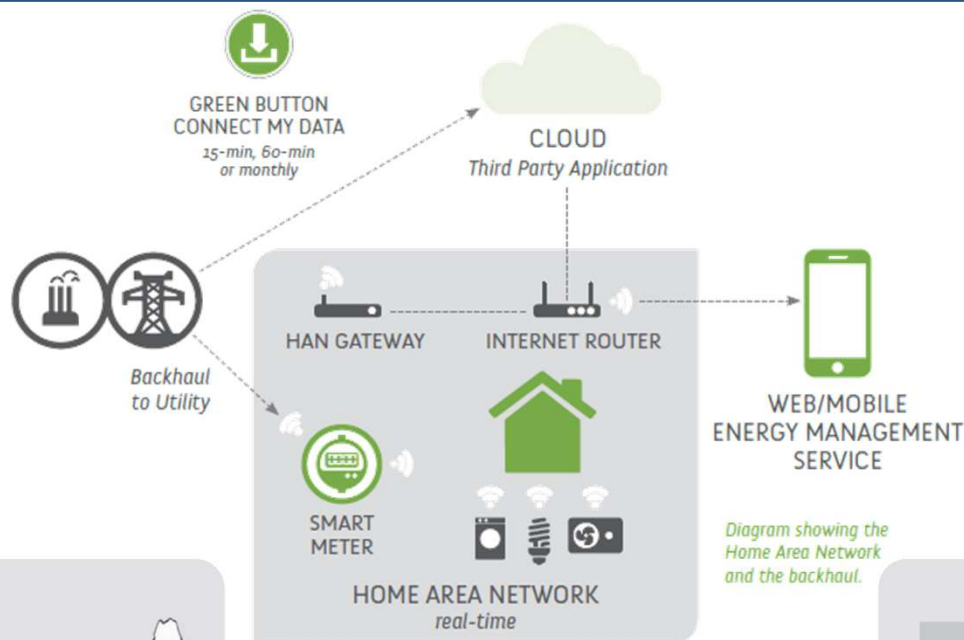 GREEN BUTTON
CONNECT MY DATA
15-min, 60-min
or monthly
CLOUD
Third Party Application
HAN GATEWAY
INTERNET ROUTER
Backhaul
to Utility
WEB/MOBILE
ENERGY MANAGEMENT
SERVICE
SMART
METER
Diagram showing the
Home Area Network
and the backhaul.
HOME AREA NETWORK
real-time